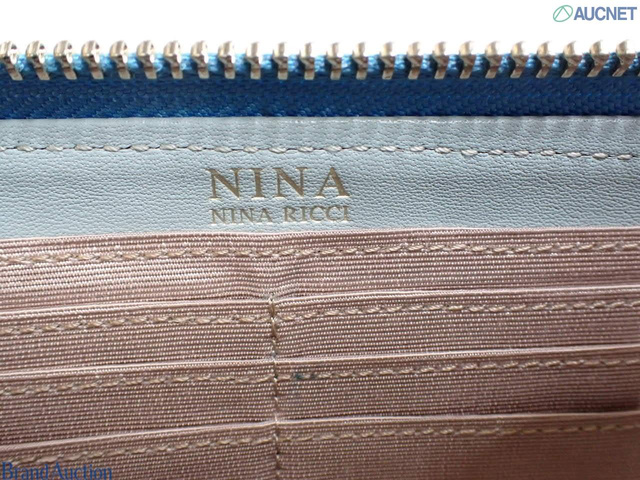 AUCNET
NINA
NINA RICCI
Brand Auction